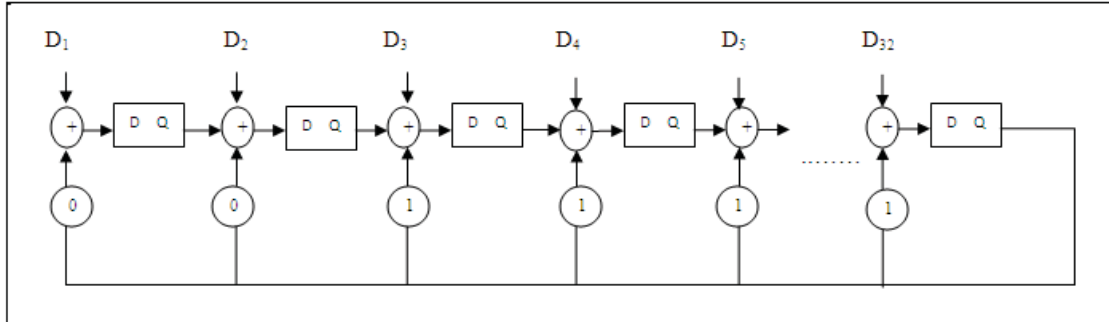 D₁ D₂ D₃ D₄ D₅ D₃₂
+ D Q + D Q + D Q + D Q + ........ + D Q
0 0 1 1 1 1